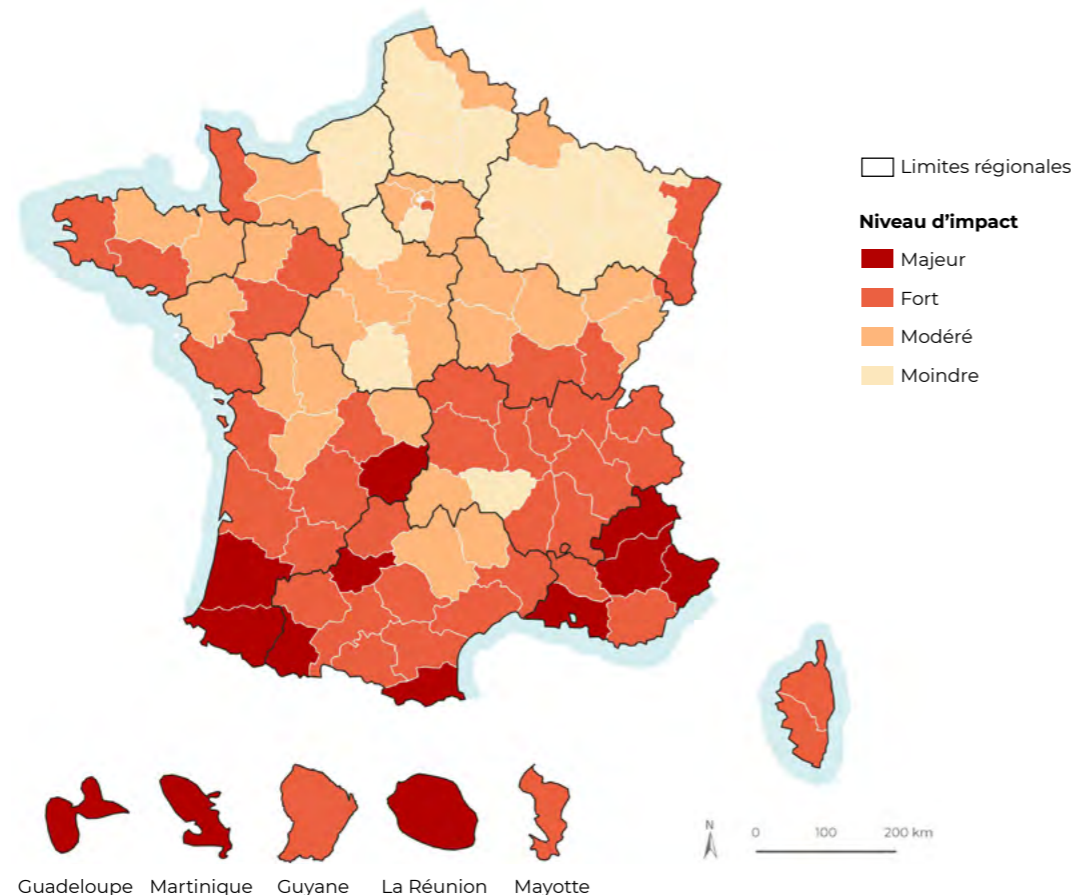 Limites régionales
Niveau d’impact
Majeur
Fort
Modéré
Moindre
N
0 100 200 km
Guadeloupe Martinique Guyane La Réunion Mayotte